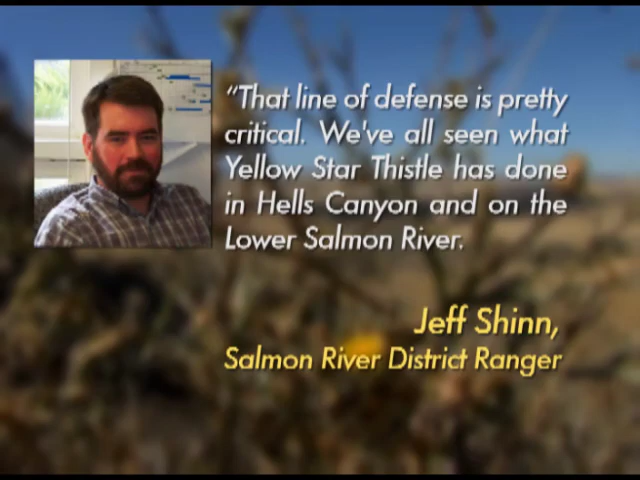 “That line of defense is pretty
critical. We've all seen what
Yellow Star Thistle has done
in Hells Canyon and on the
Lower Salmon River.
Jeff Shinn,
Salmon River District Ranger